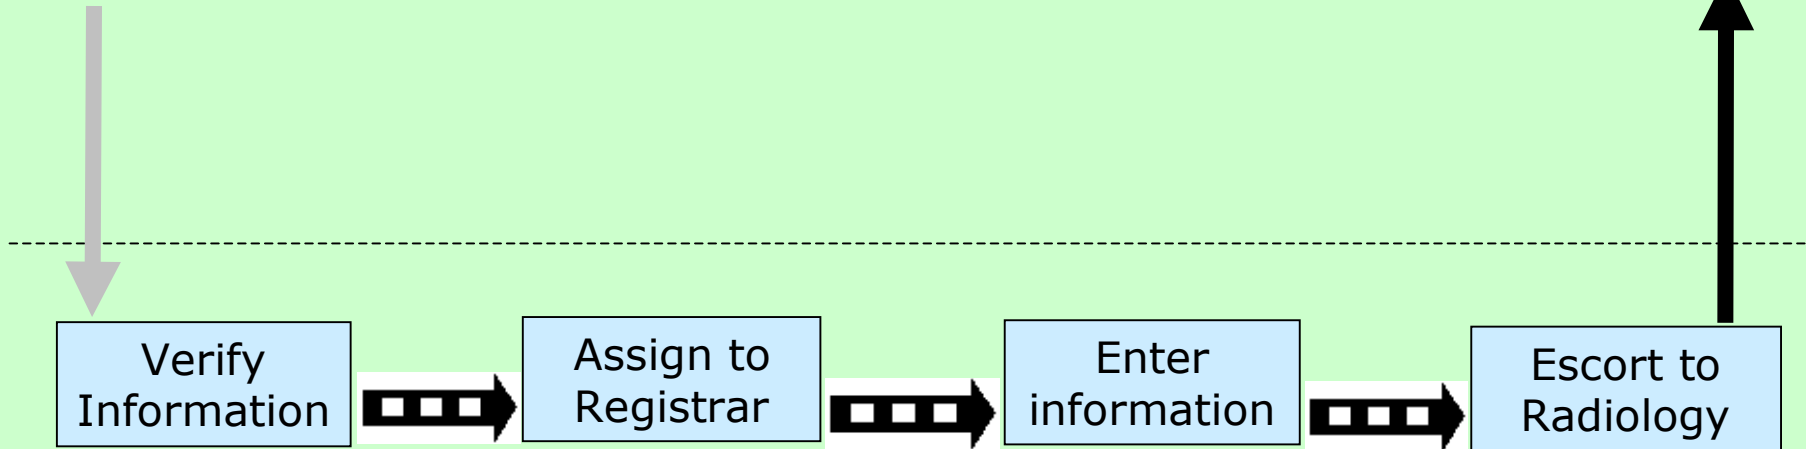 Verify
Information
Assign to
Registrar
Enter
information
Escort to
Radiology